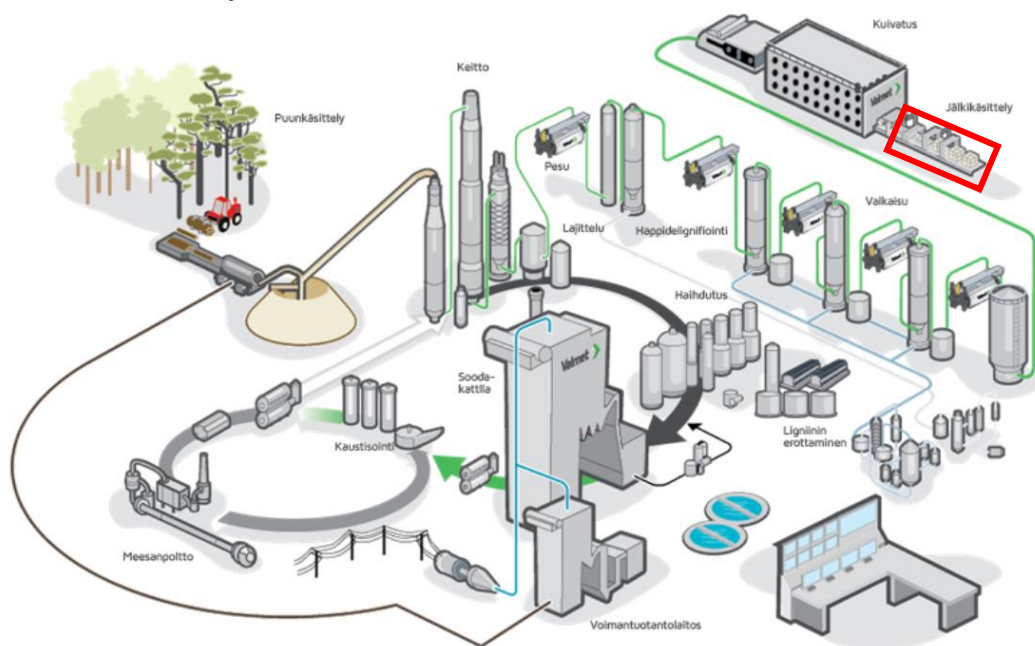 Kuivatus
Keitto
Valmet
Jälkikäsittely
Puunkäsittely
Pesu
Valkaisu
Lajittelu
Happidelignifiointi
Haihdutus
Valmet
Sooda-
kattila
Ligniinin
erottaminen
Kaustisointi
Meesanpoltto
Voimantuotantolaitos